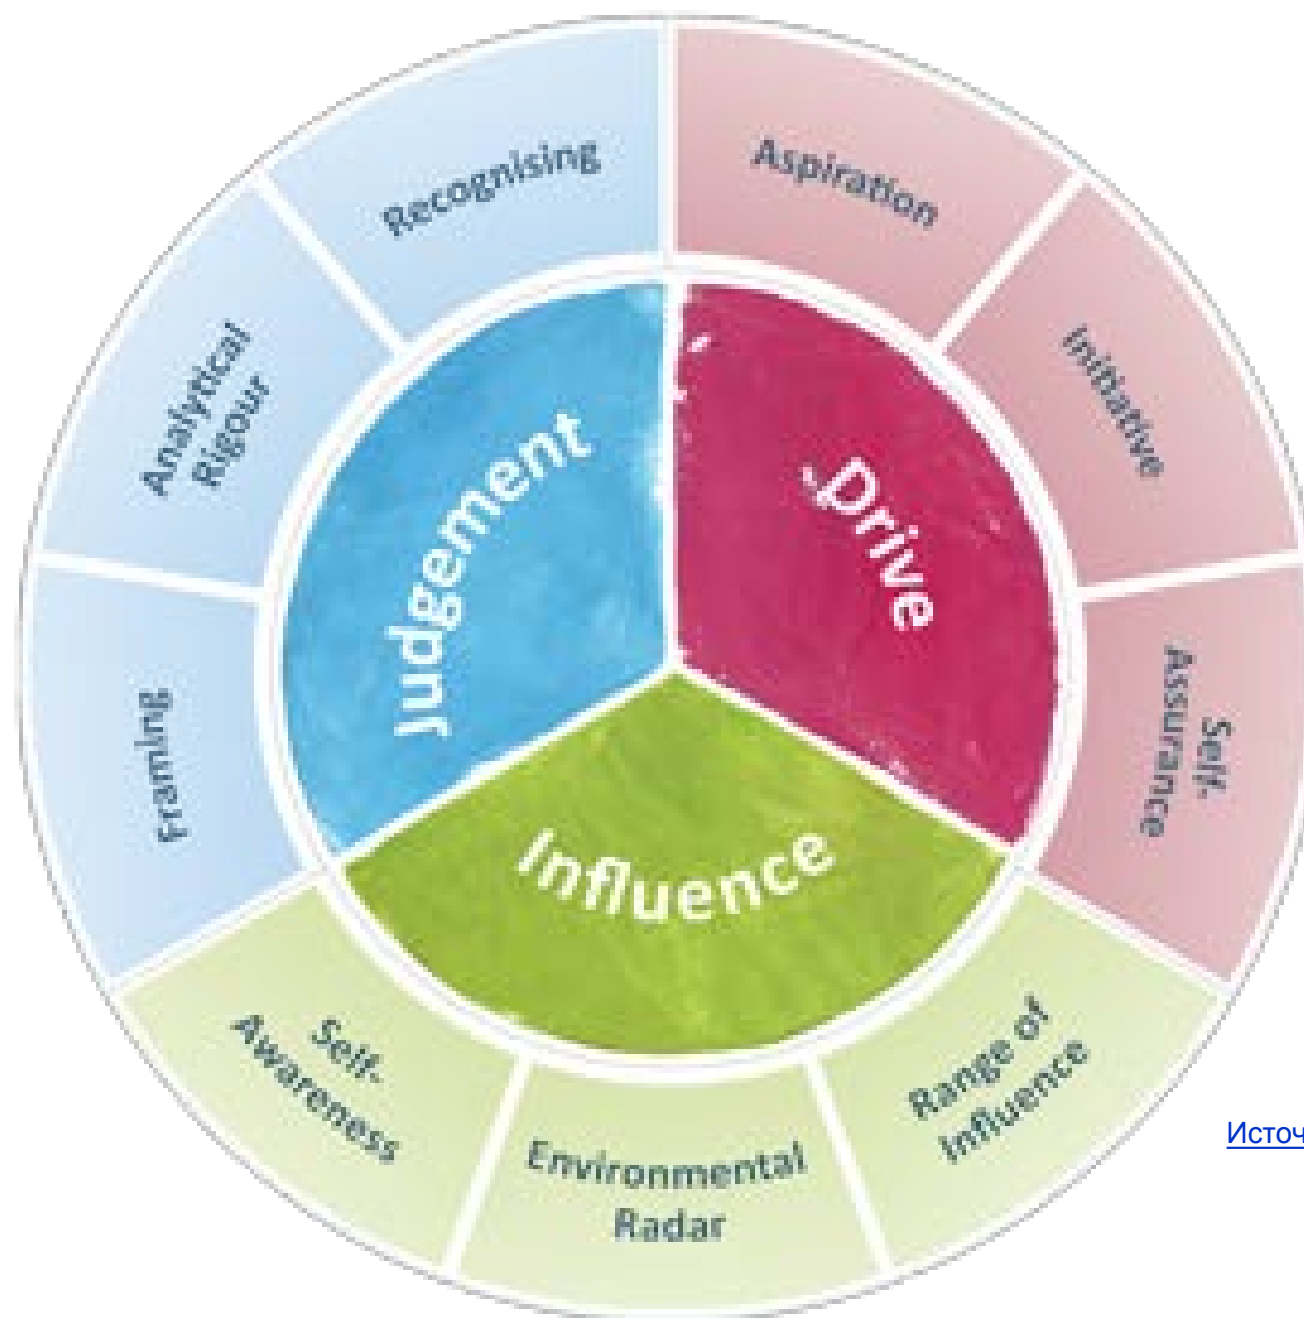 Recognising
Aspiration
Analytical
Rigour
Initiative
Judgement
Drive
Framing
Self-
Assurance
Influence
Self-
Awareness
Environmental
Radar
Range of
Influence